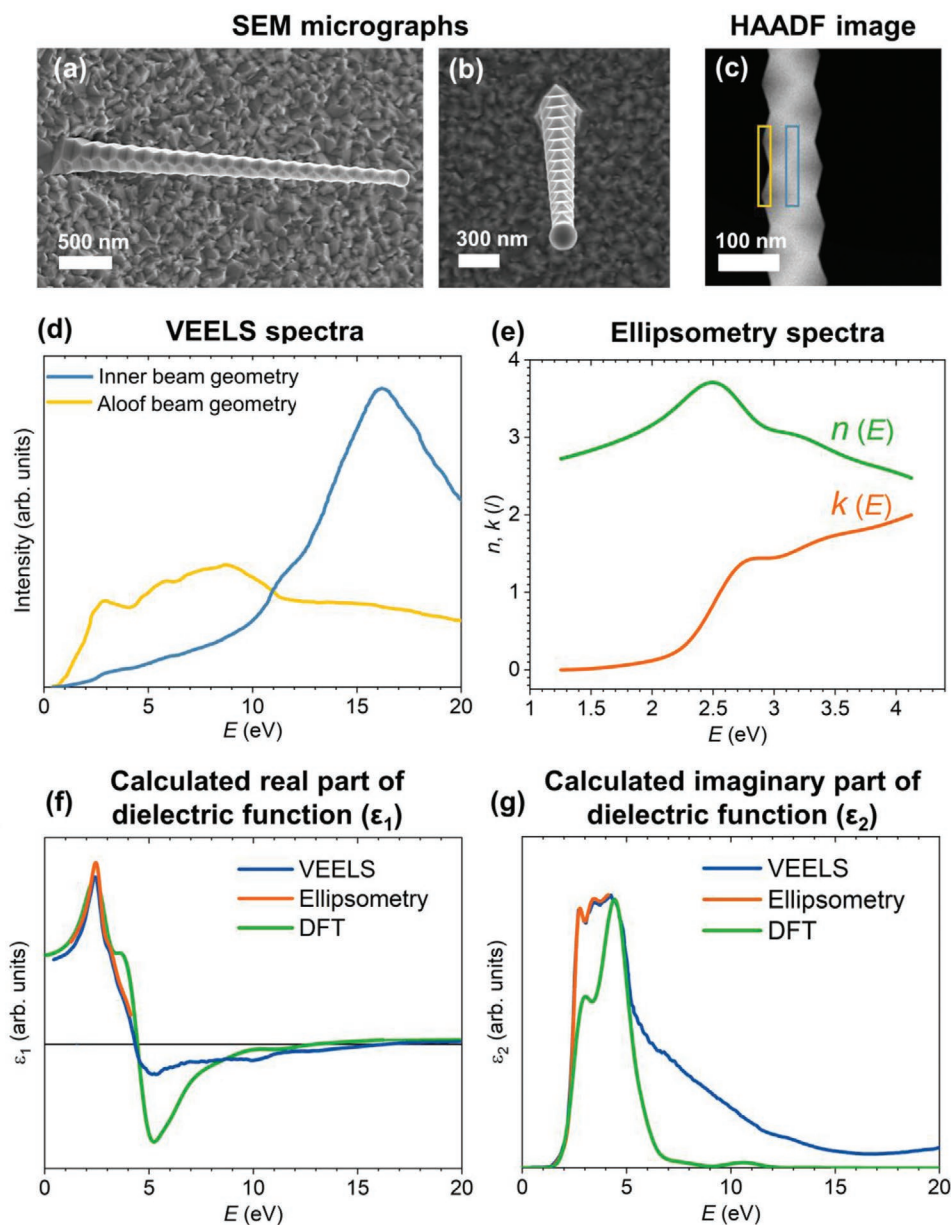 SEM micrographs
HAADF image
(a)
500 nm
(b)
300 nm
(c)
100 nm
(d)
VEELS spectra
Inner beam geometry
Aloof beam geometry
Intensity (arb. units)
0 5 10 15 20
E (eV)
(e)
Ellipsometry spectra
4
3
2
1
0
n, k (/)
n (E)
k (E)
1 1.5 2 2.5 3 3.5 4
E (eV)
(f)
Calculated real part of
dielectric function (ε₁)
VEELS
Ellipsometry
DFT
ε₁ (arb. units)
0 5 10 15 20
E (eV)
(g)
Calculated imaginary part of
dielectric function (ε₂)
VEELS
Ellipsometry
DFT
ε₂ (arb. units)
0 5 10 15 20
E (eV)